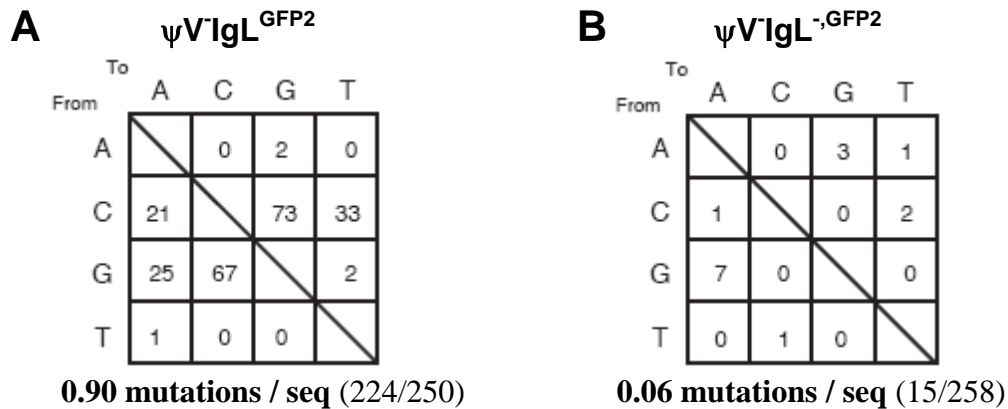 A ψV⁻IgL^GFP2
To
From A C G T
A 0 2 0
C 21 73 33
G 25 67 2
T 1 0 0
0.90 mutations / seq (224/250)
B ψV⁻IgL^-,GFP2
To
From A C G T
A 0 3 1
C 1 0 2
G 7 0 0
T 0 1 0
0.06 mutations / seq (15/258)